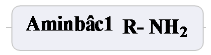 Aminbâc1 R- NH₂